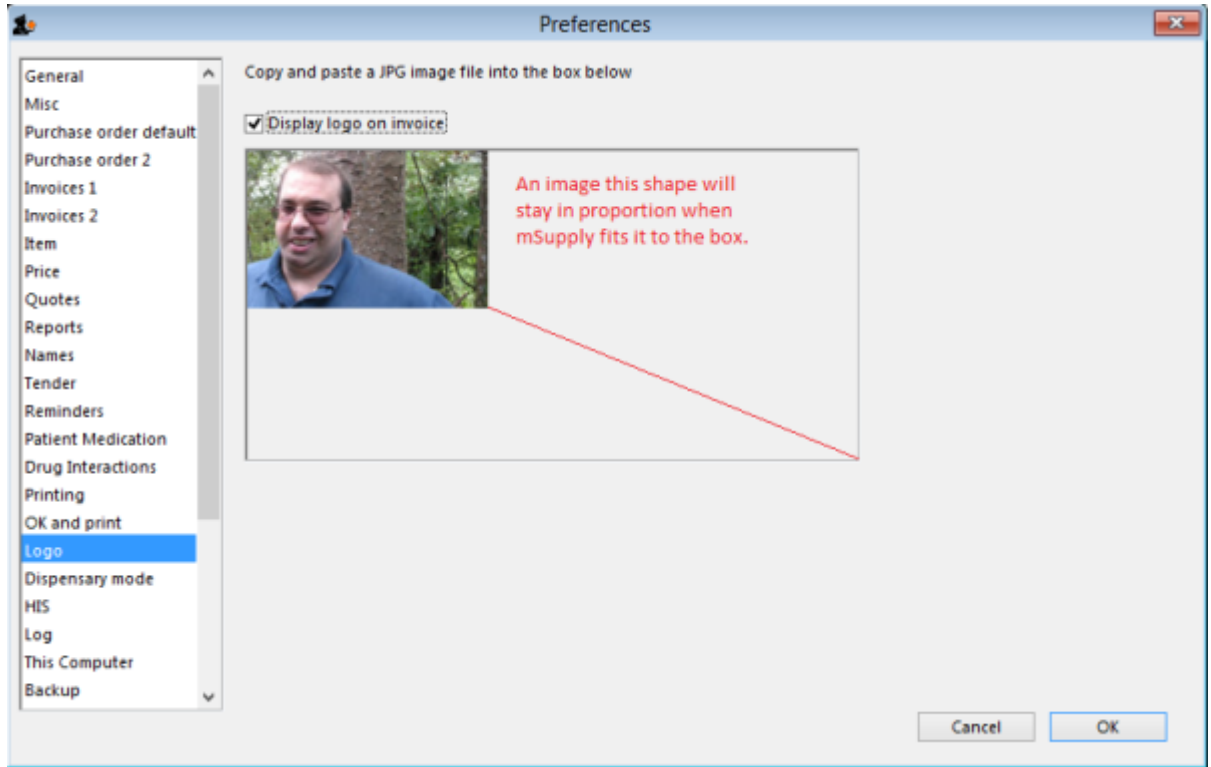 Preferences
General
Misc
Purchase order default
Purchase order 2
Invoices 1
Invoices 2
Item
Price
Quotes
Reports
Names
Tender
Reminders
Patient Medication
Drug Interactions
Printing
OK and print
Logo
Dispensary mode
HIS
Log
This Computer
Backup
Copy and paste a JPG image file into the box below
Display logo on invoice
An image this shape will
stay in proportion when
mSupply fits it to the box.
Cancel
OK